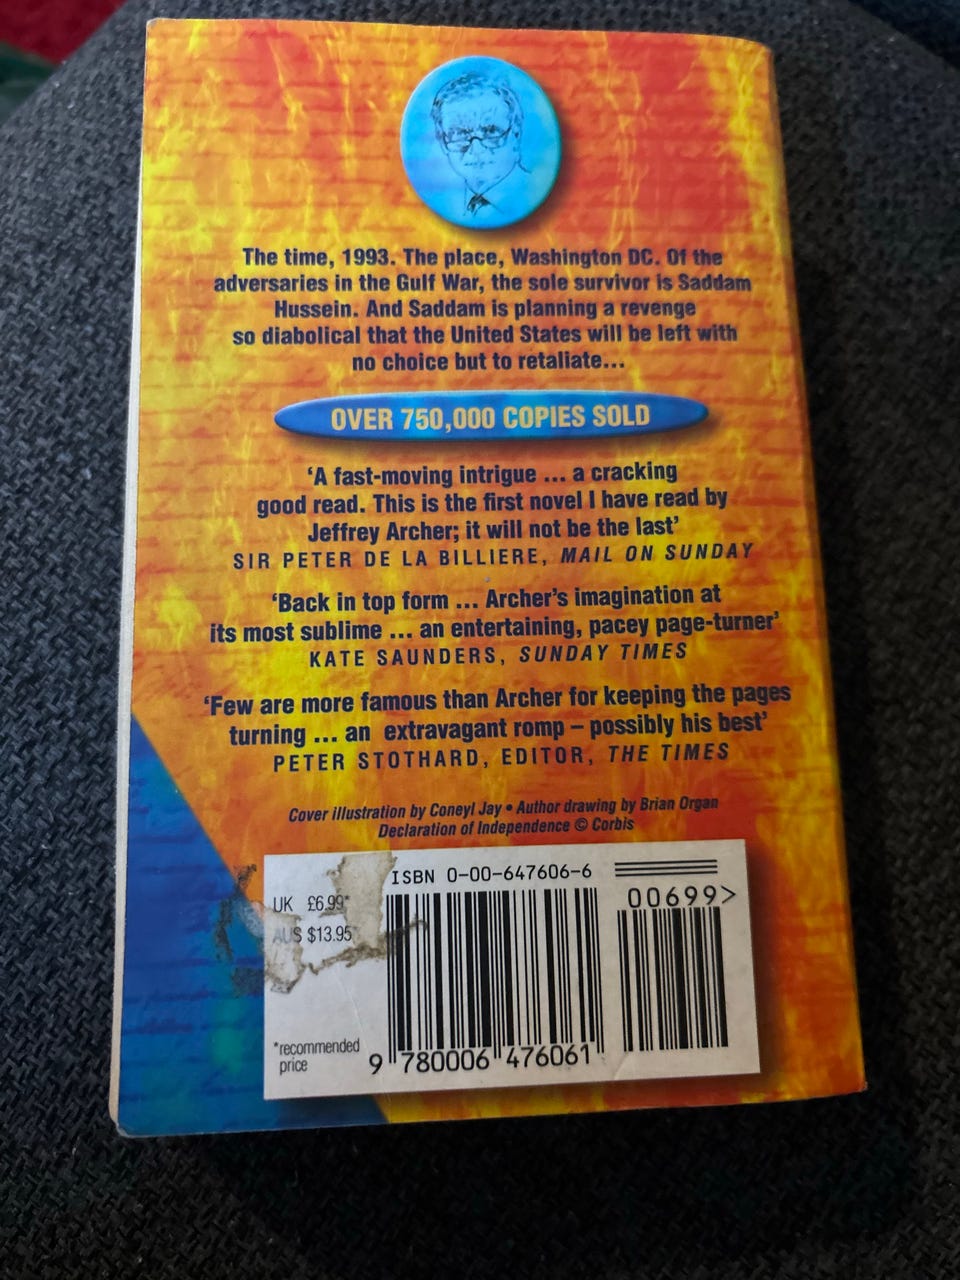 The time, 1993. The place, Washington DC. Of the
adversaries in the Gulf War, the sole survivor is Saddam
Hussein. And Saddam is planning a revenge
so diabolical that the United States will be left with
no choice but to retaliate...
OVER 750,000 COPIES SOLD
‘A fast-moving intrigue ... a cracking
good read. This is the first novel I have read by
Jeffrey Archer; it will not be the last’
SIR PETER DE LA BILLIERE, MAIL ON SUNDAY
‘Back in top form ... Archer’s imagination at
its most sublime ... an entertaining, pacey page-turner’
KATE SAUNDERS, SUNDAY TIMES
‘Few are more famous than Archer for keeping the pages
turning ... an extravagant romp – possibly his best’
PETER STOTHARD, EDITOR, THE TIMES
Cover illustration by Coneyl Jay • Author drawing by Brian Organ
Declaration of Independence © Corbis
ISBN 0-00-647606-6
UK £6.99*
AUS $13.95*
00699>
*recommended
price
9 780006 476061